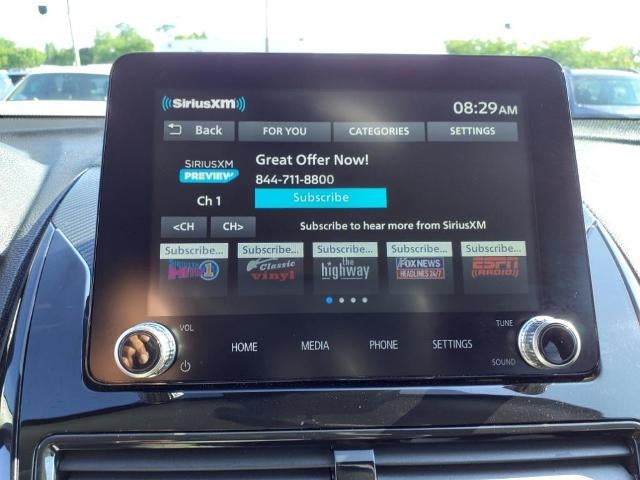 ((SiriusXM))
08:29AM
Back FOR YOU CATEGORIES SETTINGS
SIRIUSXM
PREVIEW
Great Offer Now!
844-711-8800
Ch 1
Subscribe
<CH CH> Subscribe to hear more from SiriusXM
Subscribe... Subscribe... Subscribe... Subscribe... Subscribe...
1
Classic
vinyl
the
highway
FOX NEWS
HEADLINES 24/7
ESPN
RADIO
VOL
TUNE
HOME MEDIA PHONE SETTINGS
SOUND